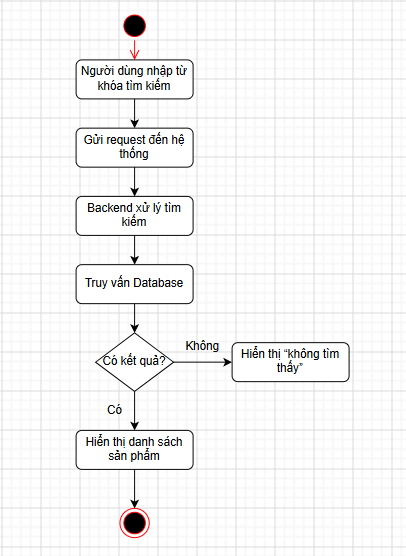 Người dùng nhập từ
khóa tìm kiếm
Gửi request đến hệ
thống
Backend xử lý tìm
kiếm
Truy vấn Database
Có kết quả?
Không
Hiển thị “không tìm
thấy”
Có
Hiển thị danh sách
sản phẩm